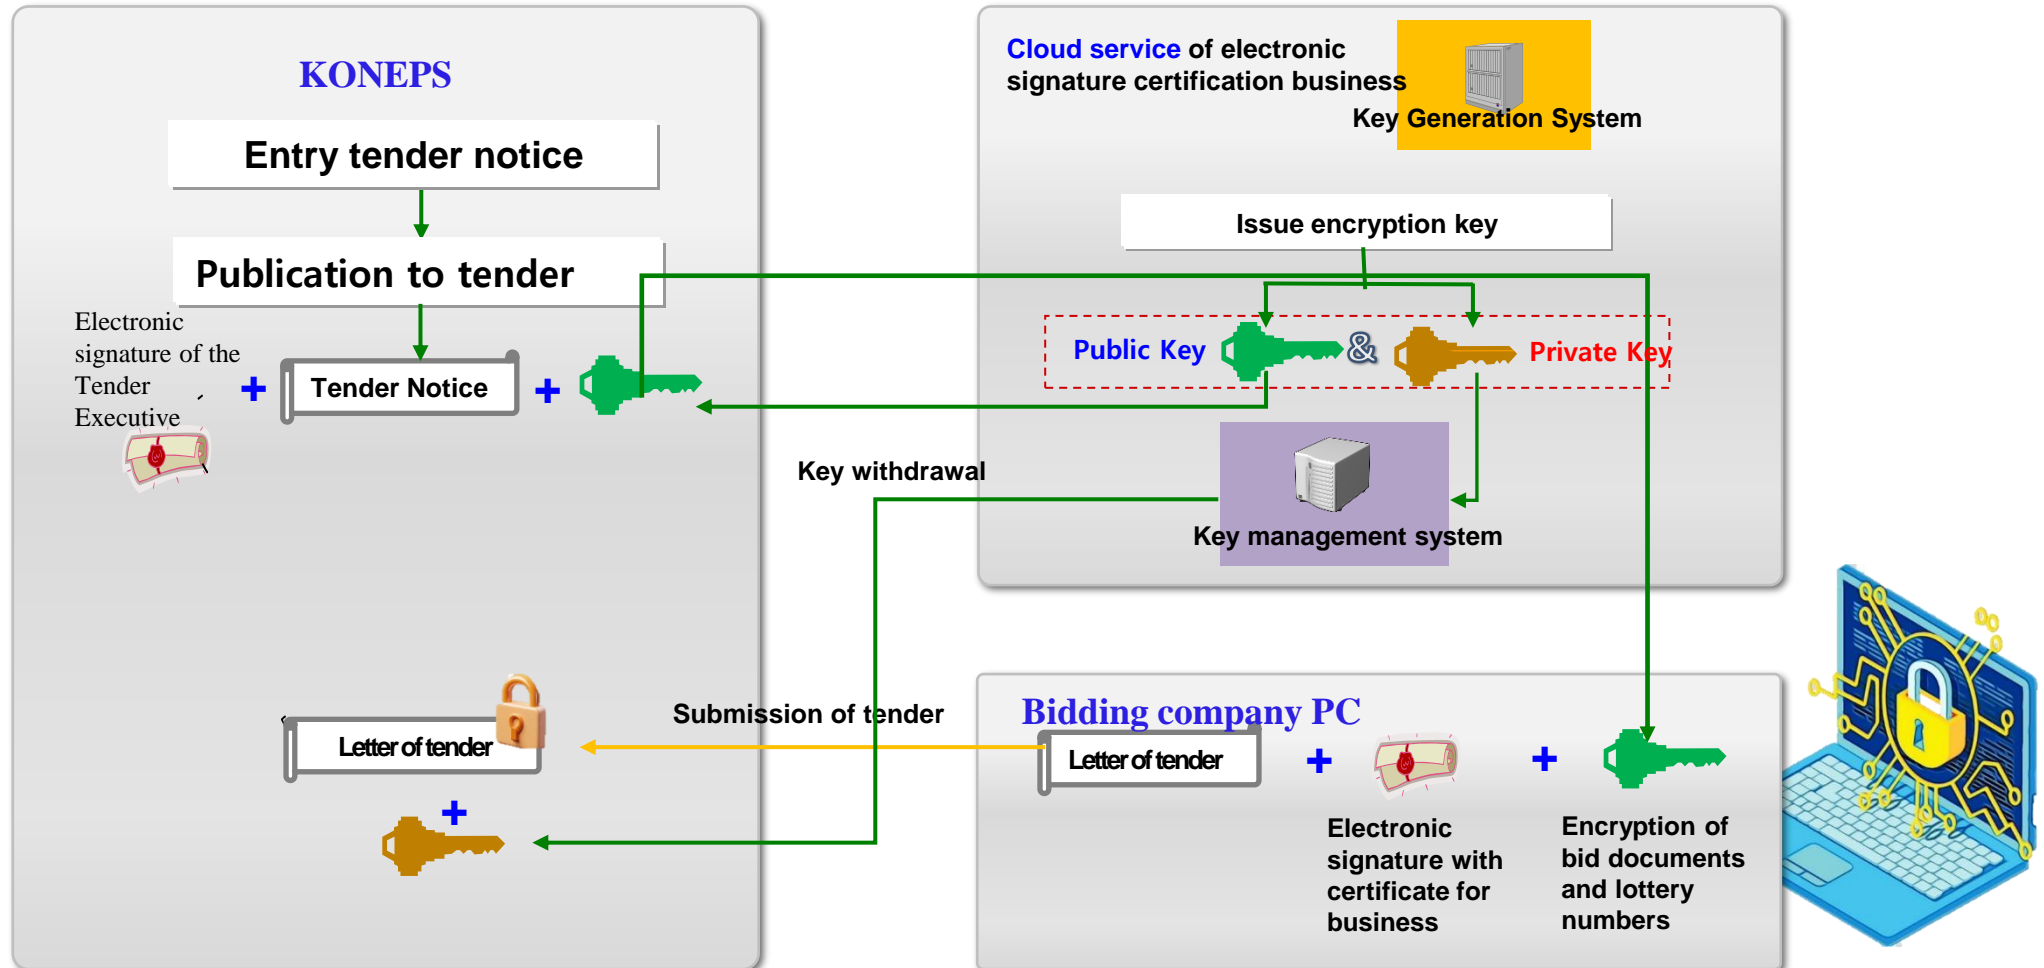 KONEPS
Entry tender notice
Publication to tender
Electronic
signature of the
Tender
Executive
+
Tender Notice
+
Cloud service of electronic
signature certification business
Key Generation System
Issue encryption key
Public Key
&
Private Key
Key withdrawal
Key management system
Submission of tender
Letter of tender
+
Bidding company PC
Letter of tender
+
+
Electronic
signature with
certificate for
business
Encryption of
bid documents
and lottery
numbers